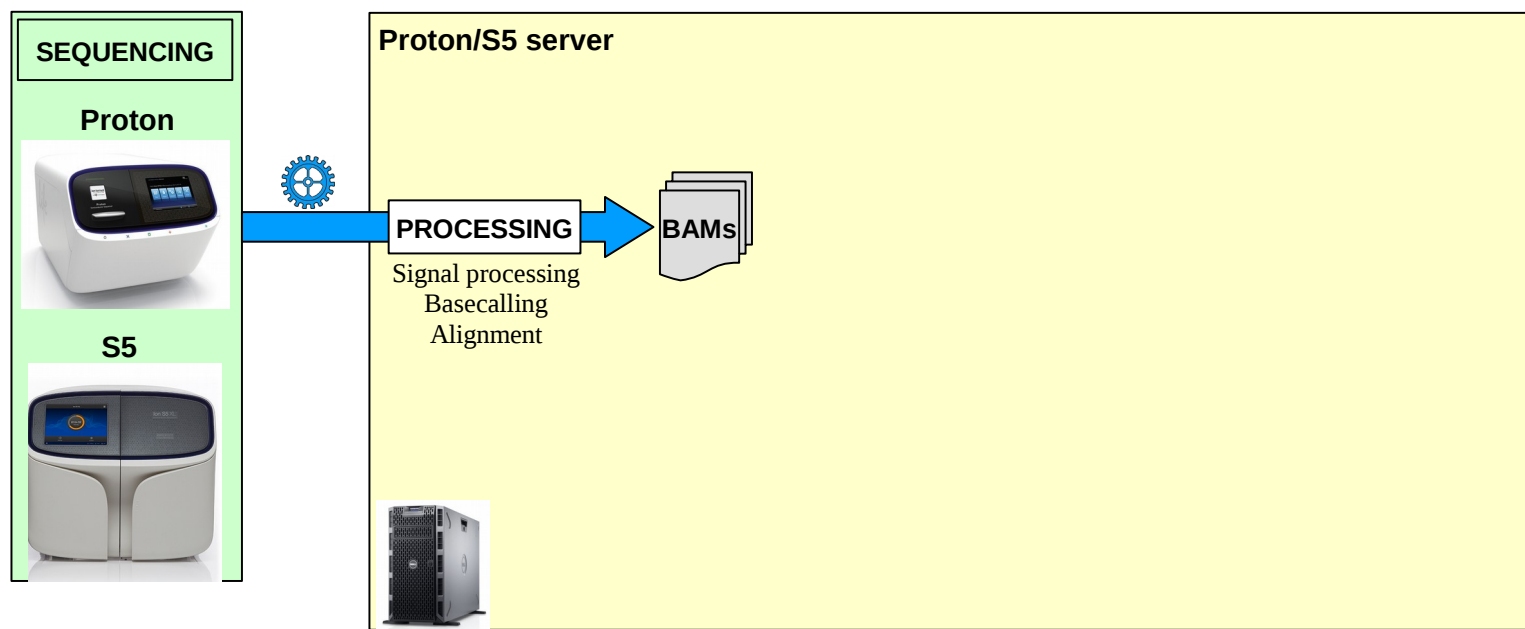 SEQUENCING
Proton
S5
Proton/S5 server
PROCESSING
Signal processing
Basecalling
Alignment
BAMs